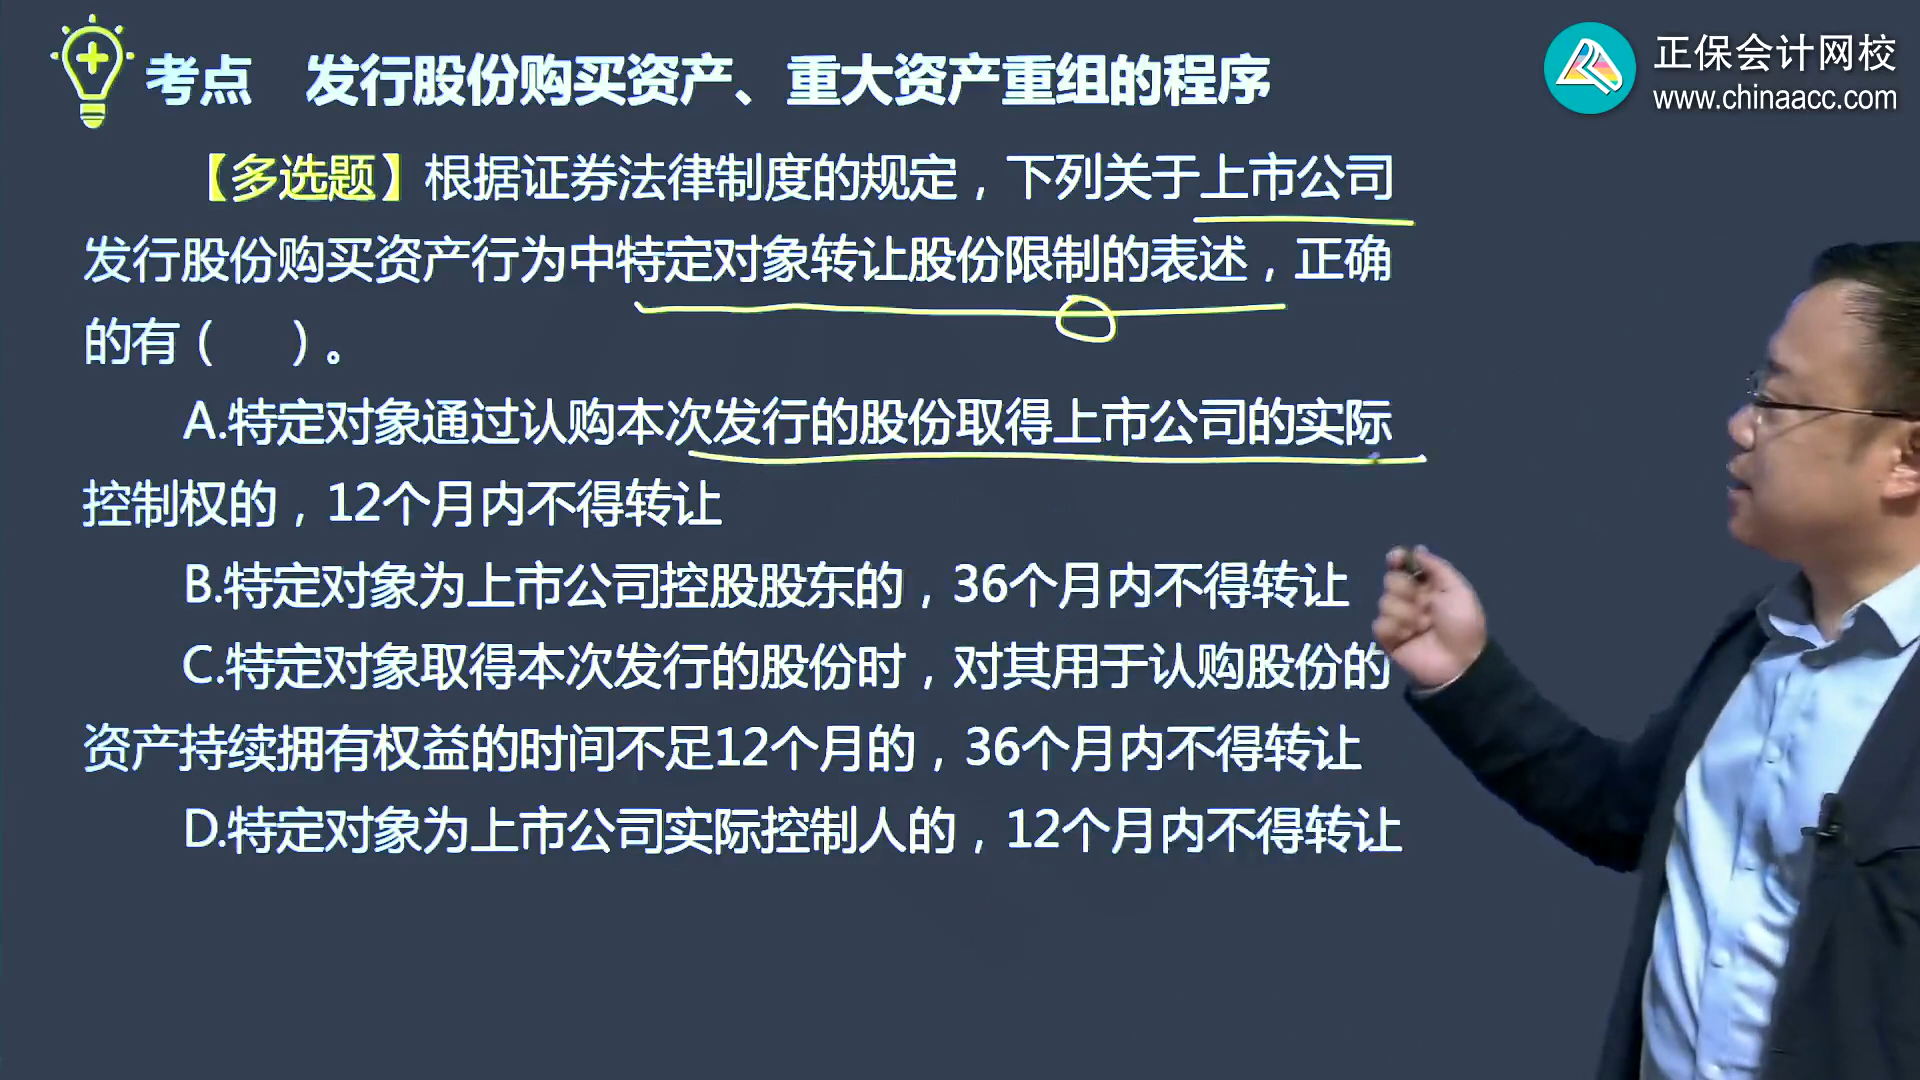 考点 发行股份购买资产、重大资产重组的程序
正保会计网校
www.chinaacc.com
【多选题】根据证券法律制度的规定，下列关于上市公司
发行股份购买资产行为中特定对象转让股份限制的表述，正确
的有（ ）。
A.特定对象通过认购本次发行的股份取得上市公司的实际
控制权的，12个月内不得转让
B.特定对象为上市公司控股股东的，36个月内不得转让
C.特定对象取得本次发行的股份时，对其用于认购股份的
资产持续拥有权益的时间不足12个月的，36个月内不得转让
D.特定对象为上市公司实际控制人的，12个月内不得转让